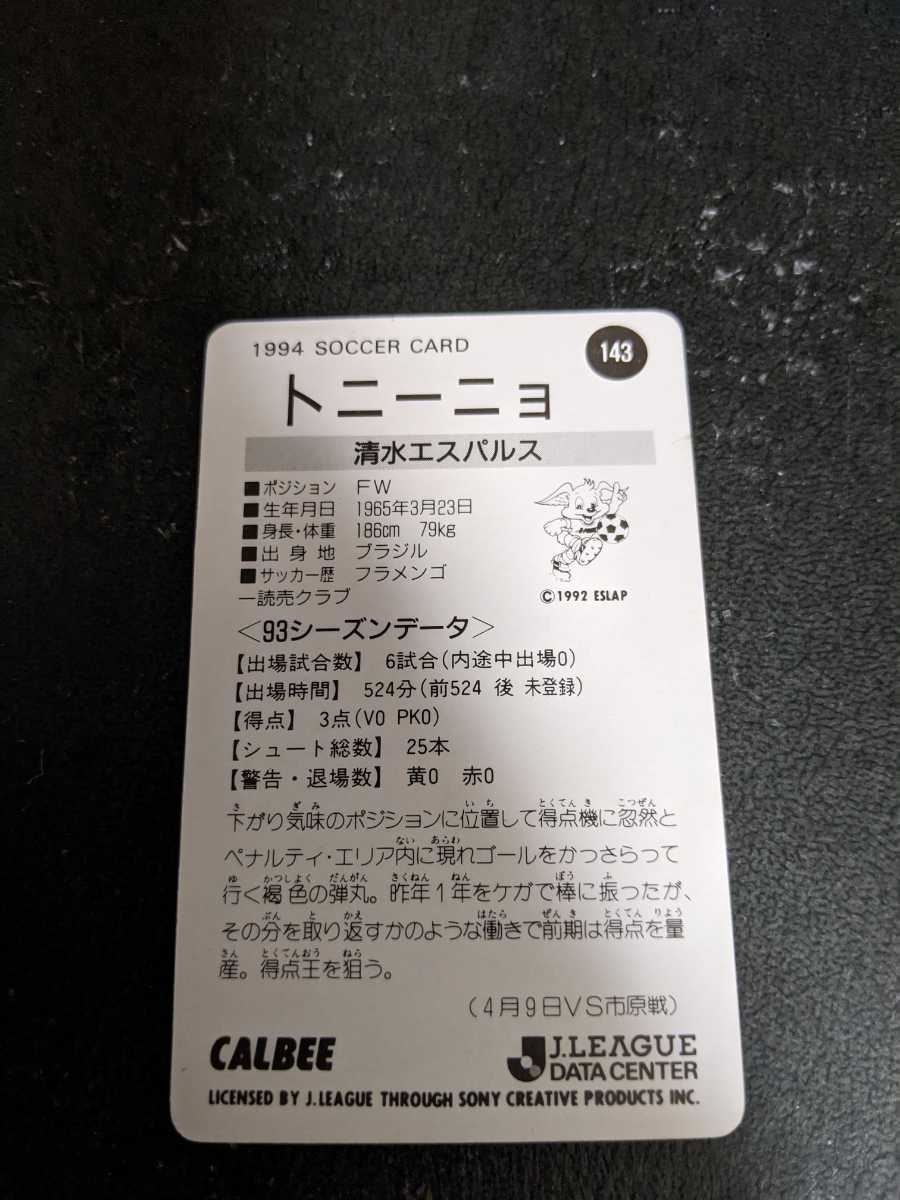 1994 SOCCER CARD
143
トニーニョ
清水エスパルス
■ポジション FW
■生年月日 1965年3月23日
■身長・体重 186cm 79kg
■出身地 ブラジル
■サッカー歴 フラメンゴ
―読売クラブ
©1992 ESLAP
＜93シーズンデータ＞
【出場試合数】 6試合(内途中出場0)
【出場時間】 524分(前524 後 未登録)
【得点】 3点(V0 PK0)
【シュート総数】 25本
【警告・退場数】 黄0 赤0
下がり気味のポジションに位置して得点機に忽然と
ペナルティ・エリア内に現れゴールをかっさらって
行く褐色の弾丸。昨年1年をケガで棒に振ったが、
その分を取り返すかのような働きで前期は得点を量
産。得点王を狙う。
(4月9日VS市原戦)
CALBEE
J.LEAGUE
DATA CENTER
LICENSED BY J.LEAGUE THROUGH SONY CREATIVE PRODUCTS INC.